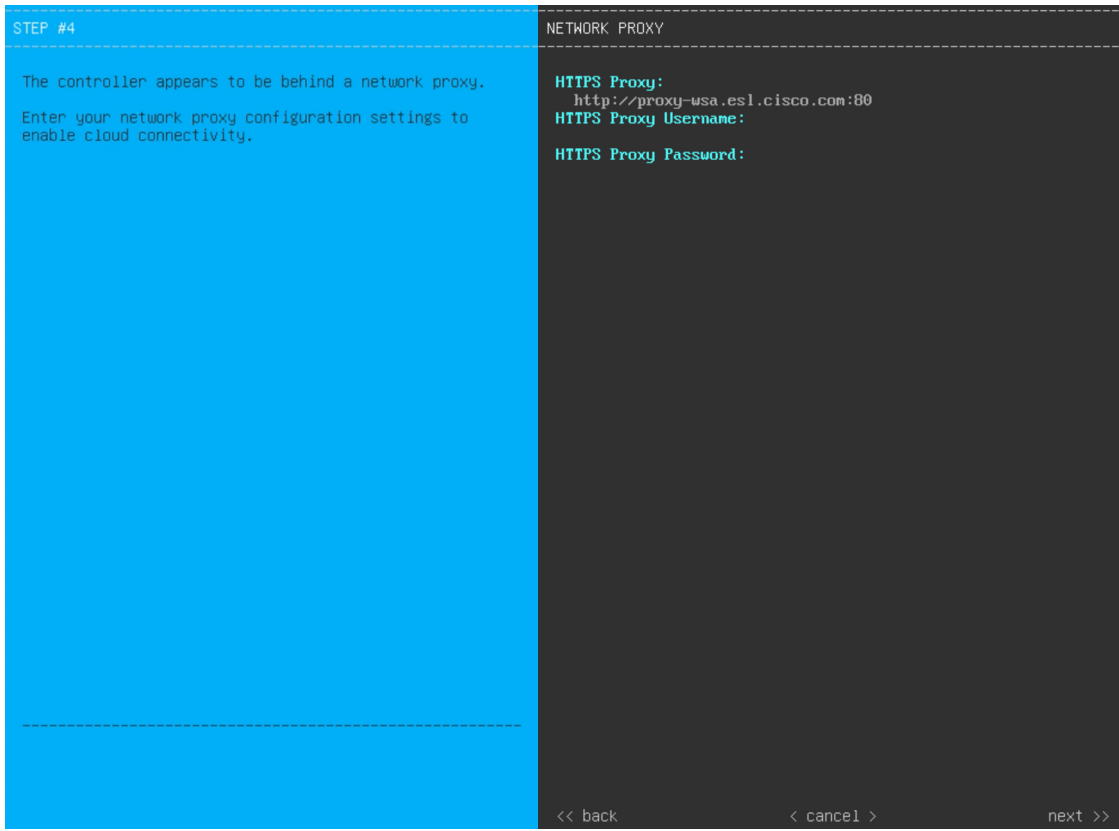 STEP #4
The controller appears to be behind a network proxy.
Enter your network proxy configuration settings to
enable cloud connectivity.
NETWORK PROXY
HTTPS Proxy:
http://proxy-wsa.esl.cisco.com:80
HTTPS Proxy Username:
HTTPS Proxy Password:
<< back < cancel > next >>